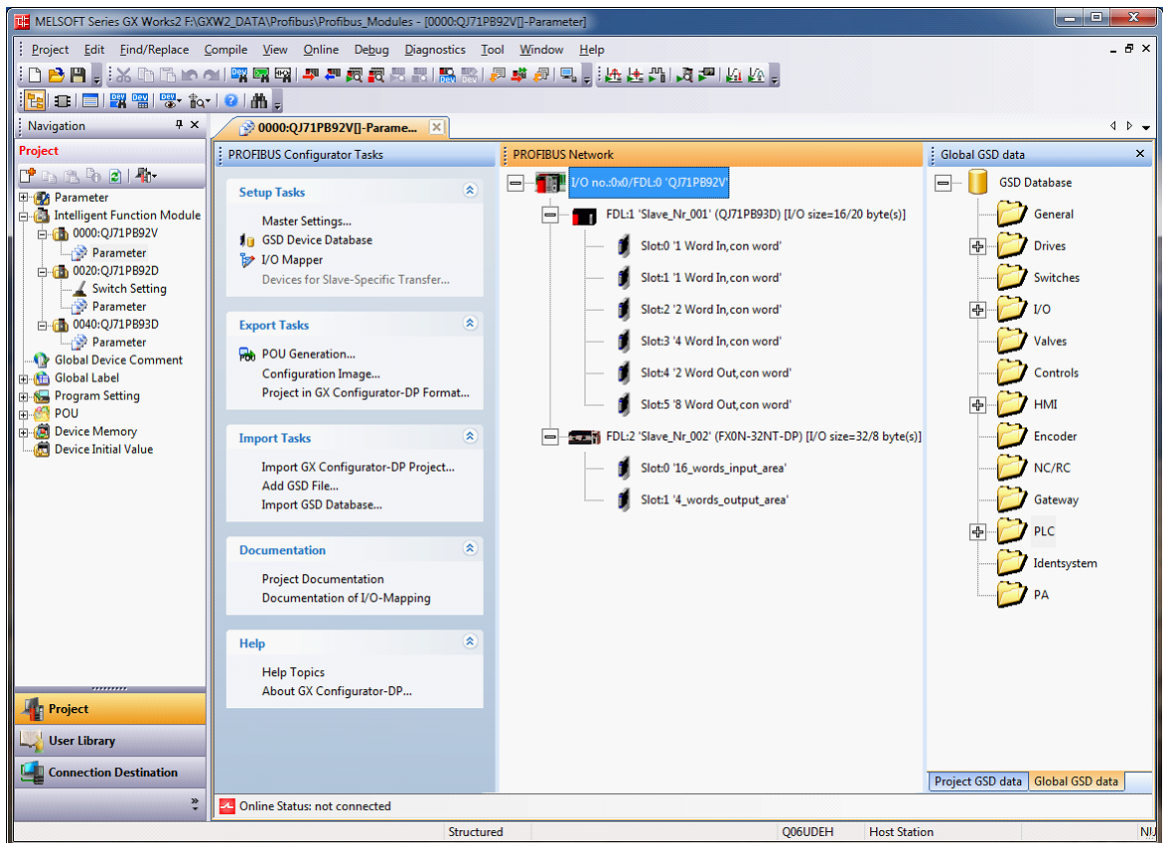 MELSOFT Series GX Works2 F:\GXW2_DATA\Profibus\Profibus_Modules - [0000:QJ71PB92V[]-Parameter]
Project Edit Find/Replace Compile View Online Debug Diagnostics Tool Window Help
Navigation
Project
Parameter
Intelligent Function Module
0000:QJ71PB92V
Parameter
0020:QJ71PB92D
Switch Setting
Parameter
0040:QJ71PB93D
Parameter
Global Device Comment
Global Label
Program Setting
POU
Device Memory
Device Initial Value
Project
User Library
Connection Destination
0000:QJ71PB92V[]-Parame...
PROFIBUS Configurator Tasks
Setup Tasks
Master Settings...
GSD Device Database
I/O Mapper
Devices for Slave-Specific Transfer...
Export Tasks
POU Generation...
Configuration Image...
Project in GX Configurator-DP Format...
Import Tasks
Import GX Configurator-DP Project...
Add GSD File...
Import GSD Database...
Documentation
Project Documentation
Documentation of I/O-Mapping
Help
Help Topics
About GX Configurator-DP...
PROFIBUS Network
I/O no.:0x0/FDL:0 'QJ71PB92V'
FDL:1 'Slave_Nr_001' (QJ71PB93D) [I/O size=16/20 byte(s)]
Slot:0 '1 Word In,con word'
Slot:1 '1 Word In,con word'
Slot:2 '2 Word In,con word'
Slot:3 '4 Word In,con word'
Slot:4 '2 Word Out,con word'
Slot:5 '8 Word Out,con word'
FDL:2 'Slave_Nr_002' (FX0N-32NT-DP) [I/O size=32/8 byte(s)]
Slot:0 '16_words_input_area'
Slot:1 '4_words_output_area'
Global GSD data
GSD Database
General
Drives
Switches
I/O
Valves
Controls
HMI
Encoder
NC/RC
Gateway
PLC
Identsystem
PA
Project GSD data Global GSD data
Online Status: not connected
Structured Q06UDEH Host Station